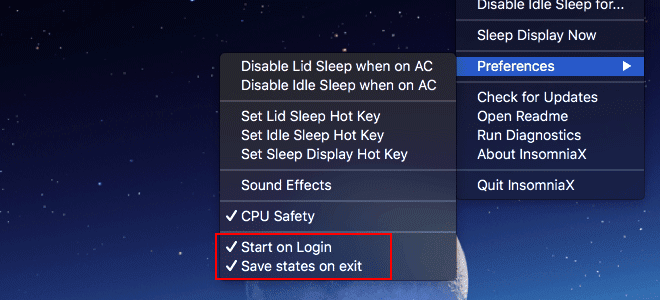 Disable Idle Sleep for...
Sleep Display Now
Preferences
Check for Updates
Open Readme
Run Diagnostics
About InsomniaX
Quit InsomniaX
Disable Lid Sleep when on AC
Disable Idle Sleep when on AC
Set Lid Sleep Hot Key
Set Idle Sleep Hot Key
Set Sleep Display Hot Key
Sound Effects
✓ CPU Safety
✓ Start on Login
✓ Save states on exit